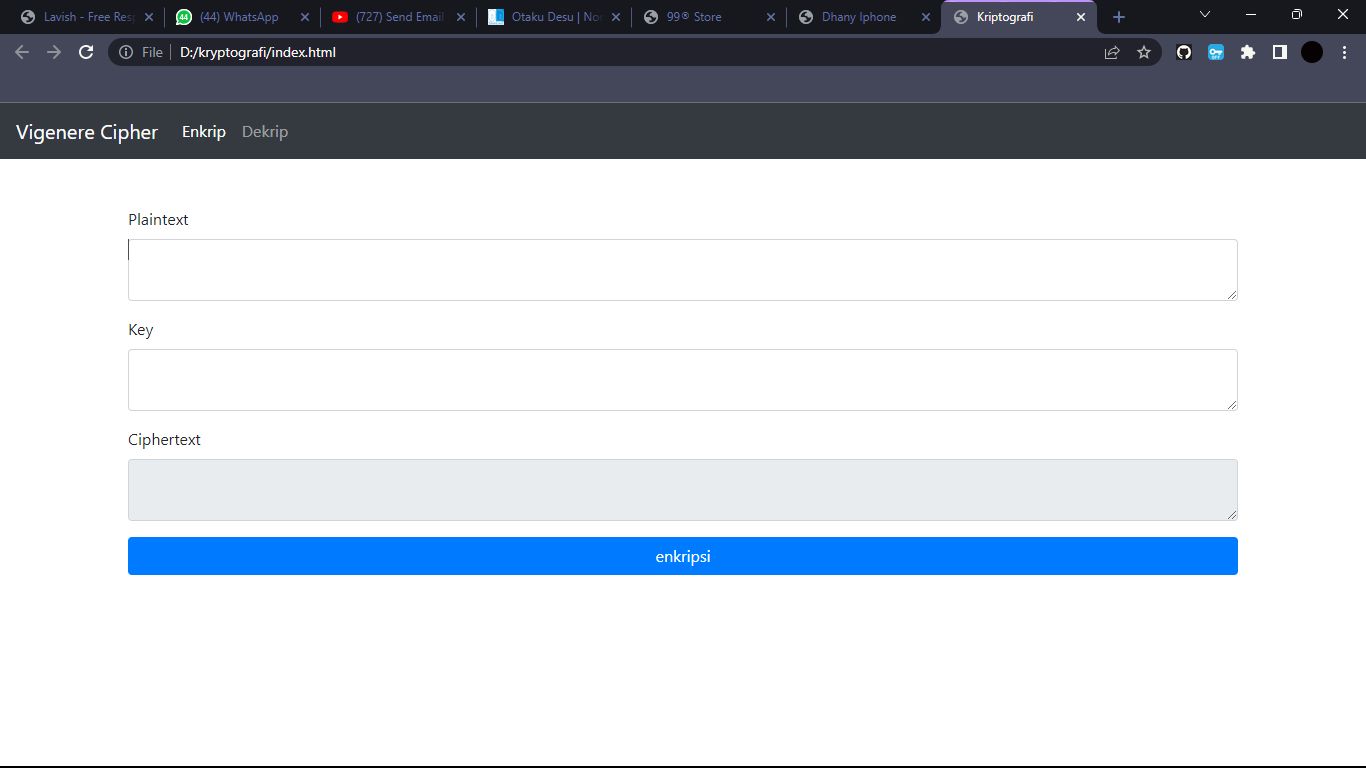 Lavish - Free Resp
(44) WhatsApp
(727) Send Email
Otaku Desu | Non
99® Store
Dhany Iphone
Kriptografi
File D:/kryptografi/index.html
Vigenere Cipher Enkrip Dekrip
Plaintext
Key
Ciphertext
enkripsi